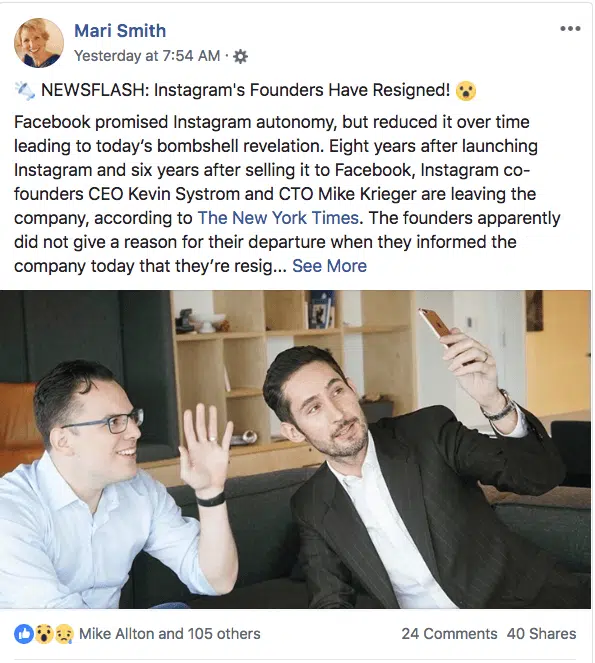 Mari Smith
Yesterday at 7:54 AM ·
NEWSFLASH: Instagram's Founders Have Resigned!
Facebook promised Instagram autonomy, but reduced it over time
leading to today's bombshell revelation. Eight years after launching
Instagram and six years after selling it to Facebook, Instagram co-
founders CEO Kevin Systrom and CTO Mike Krieger are leaving the
company, according to The New York Times. The founders apparently
did not give a reason for their departure when they informed the
company today that they're resig... See More
Mike Allton and 105 others
24 Comments 40 Shares